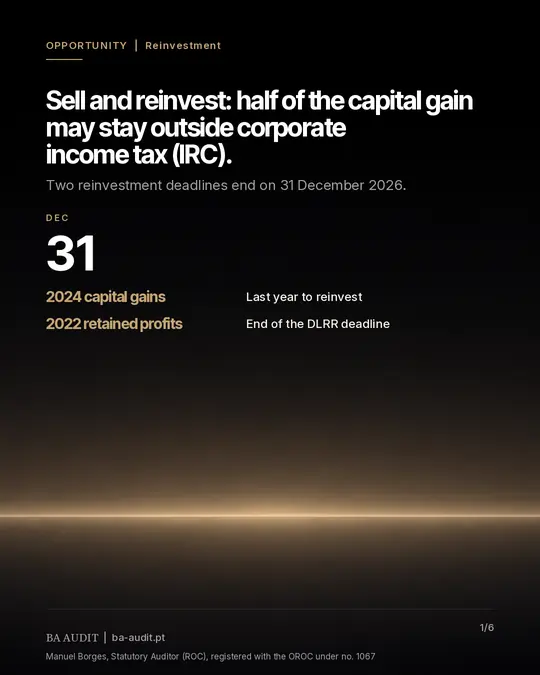 OPPORTUNITY | Reinvestment
Sell and reinvest: half of the capital gain
may stay outside corporate
income tax (IRC).
Two reinvestment deadlines end on 31 December 2026.
DEC
31
2024 capital gains Last year to reinvest
2022 retained profits End of the DLRR deadline
1/6
BA AUDIT | ba-audit.pt
Manuel Borges, Statutory Auditor (ROC), registered with the OROC under no. 1067